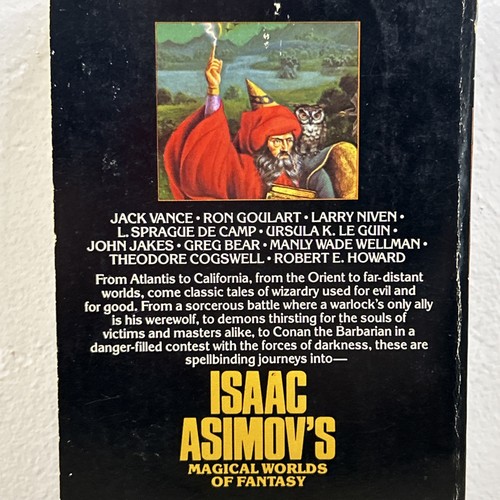 JACK VANCE • RON GOULART • LARRY NIVEN •
L. SPRAGUE DE CAMP • URSULA K. LE GUIN •
JOHN JAKES • GREG BEAR • MANLY WADE WELLMAN •
THEODORE COGSWELL • ROBERT E. HOWARD
From Atlantis to California, from the Orient to far-distant
worlds, come classic tales of wizardry used for evil and
for good. From a sorcerous battle where a warlock's only ally
is his werewolf, to demons thirsting for the souls of
victims and masters alike, to Conan the Barbarian in a
danger-filled contest with the forces of darkness, these are
spellbinding journeys into—
ISAAC
ASIMOV'S
MAGICAL WORLDS
OF FANTASY